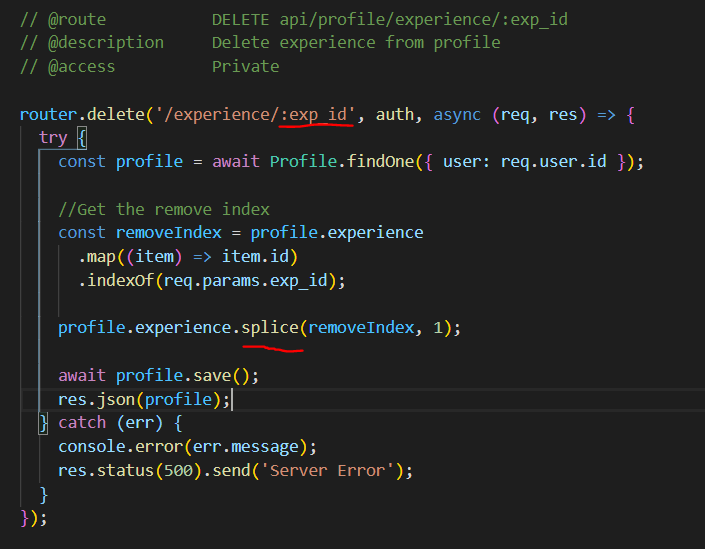 // @route          DELETE api/profile/experience/:exp_id
// @description    Delete experience from profile
// @access         Private
router.delete('/experience/:exp_id', auth, async (req, res) => {
  try {
    const profile = await Profile.findOne({ user: req.user.id });
    //Get the remove index
    const removeIndex = profile.experience
      .map((item) => item.id)
      .indexOf(req.params.exp_id);
    profile.experience.splice(removeIndex, 1);
    await profile.save();
    res.json(profile);
  } catch (err) {
    console.error(err.message);
    res.status(500).send('Server Error');
  }
});